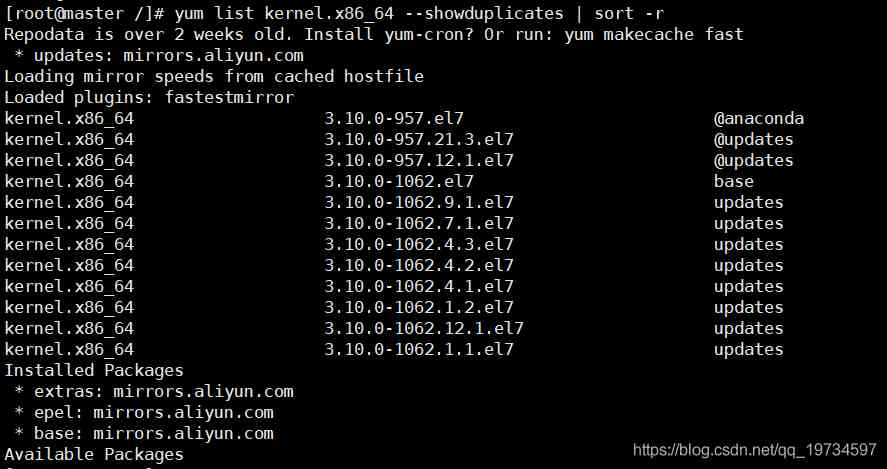 [root@master /]# yum list kernel.x86_64 --showduplicates | sort -r
Repodata is over 2 weeks old. Install yum-cron? Or run: yum makecache fast
 * updates: mirrors.aliyun.com
Loading mirror speeds from cached hostfile
Loaded plugins: fastestmirror
kernel.x86_64 3.10.0-957.el7 @anaconda
kernel.x86_64 3.10.0-957.21.3.el7 @updates
kernel.x86_64 3.10.0-957.12.1.el7 @updates
kernel.x86_64 3.10.0-1062.el7 base
kernel.x86_64 3.10.0-1062.9.1.el7 updates
kernel.x86_64 3.10.0-1062.7.1.el7 updates
kernel.x86_64 3.10.0-1062.4.3.el7 updates
kernel.x86_64 3.10.0-1062.4.2.el7 updates
kernel.x86_64 3.10.0-1062.4.1.el7 updates
kernel.x86_64 3.10.0-1062.1.2.el7 updates
kernel.x86_64 3.10.0-1062.12.1.el7 updates
kernel.x86_64 3.10.0-1062.1.1.el7 updates
Installed Packages
 * extras: mirrors.aliyun.com
 * epel: mirrors.aliyun.com
 * base: mirrors.aliyun.com
Available Packages
https://blog.csdn.net/qq_19734597